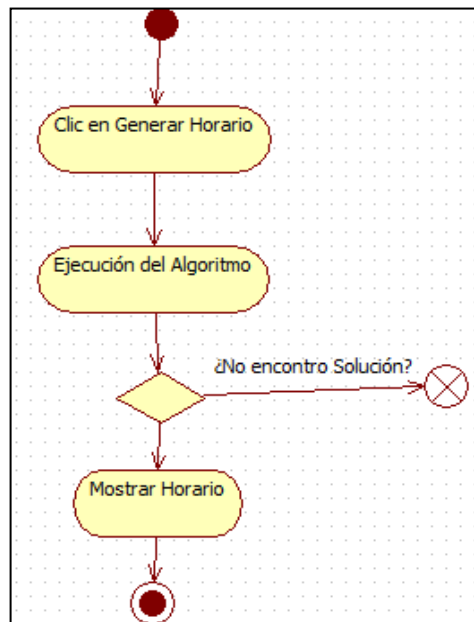 Clic en Generar Horario
Ejecución del Algoritmo
¿No encontro Solución?
Mostrar Horario